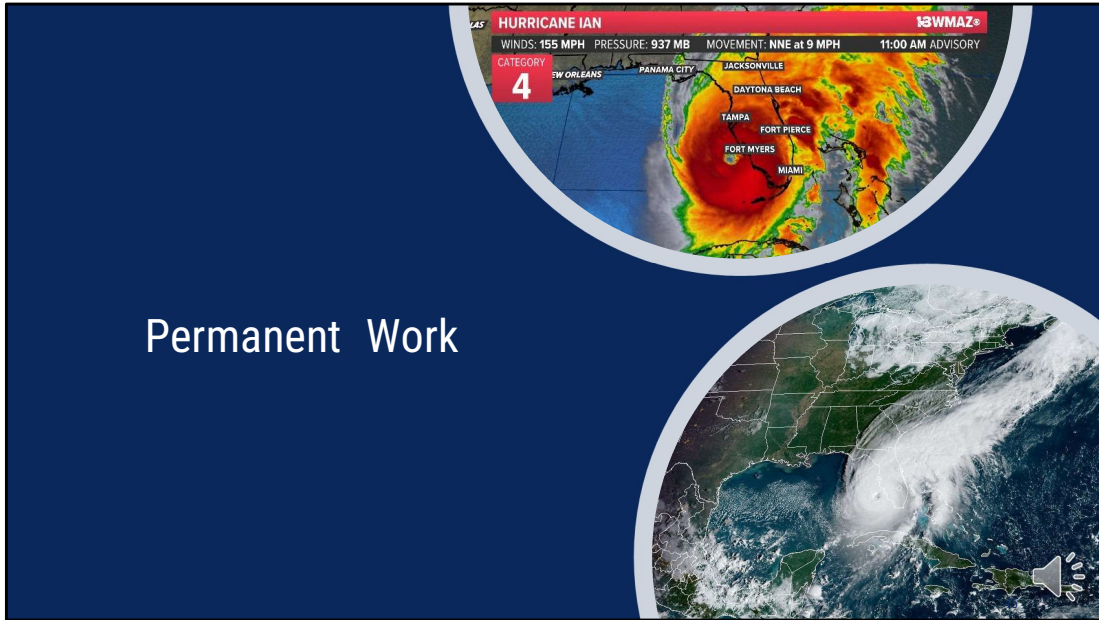 HURRICANE IAN
13WMAZ®
WINDS: 155 MPH PRESSURE: 937 MB MOVEMENT: NNE at 9 MPH 11:00 AM ADVISORY
CATEGORY
4
EW ORLEANS
PANAMA CITY
JACKSONVILLE
DAYTONA BEACH
TAMPA
FORT PIERCE
FORT MYERS
MIAMI
Permanent Work